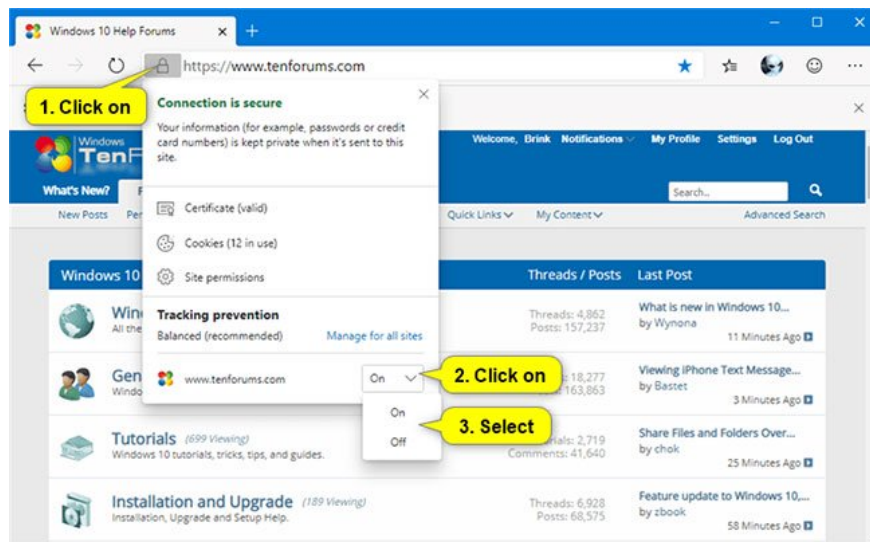 Windows 10 Help Forums
https://www.tenforums.com
1. Click on
Connection is secure
Your information (for example, passwords or credit
card numbers) is kept private when it's sent to this
site.
Certificate (valid)
Cookies (12 in use)
Site permissions
Tracking prevention
Balanced (recommended) Manage for all sites
www.tenforums.com On
2. Click on
On
Off
3. Select
Windows
TenF
Welcome, Brink Notifications My Profile Settings Log Out
What's New?
Search...
New Posts Quick Links My Content Advanced Search
Windows 10 Threads / Posts Last Post
Win
All the
Threads: 4,862
Posts: 157,237
What is new in Windows 10...
by Wynona
11 Minutes Ago
Gen
Windo
18,277
163,863
Viewing iPhone Text Message...
by Bastet
3 Minutes Ago
Tutorials (699 Viewing)
Windows 10 tutorials, tricks, tips, and guides.
2,719
Comments: 41,640
Share Files and Folders Over...
by chok
25 Minutes Ago
Installation and Upgrade (189 Viewing)
Installation, Upgrade and Setup Help.
Threads: 6,928
Posts: 68,575
Feature update to Windows 10,...
by zbook
58 Minutes Ago